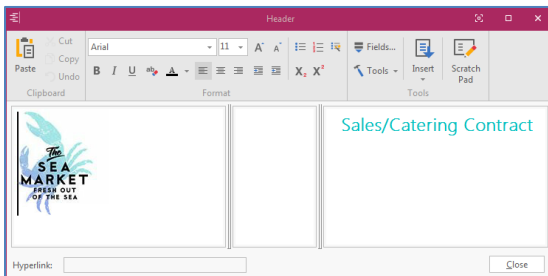 Header
Cut
Arial
11
Fields...
Copy
Paste
Undo
B I U ab A
X₂ X²
Tools
Insert
Scratch
Pad
Clipboard
Format
Tools
The
SEA
MARKET
FRESH OUT
OF THE SEA
Sales/Catering Contract
Hyperlink:
Close